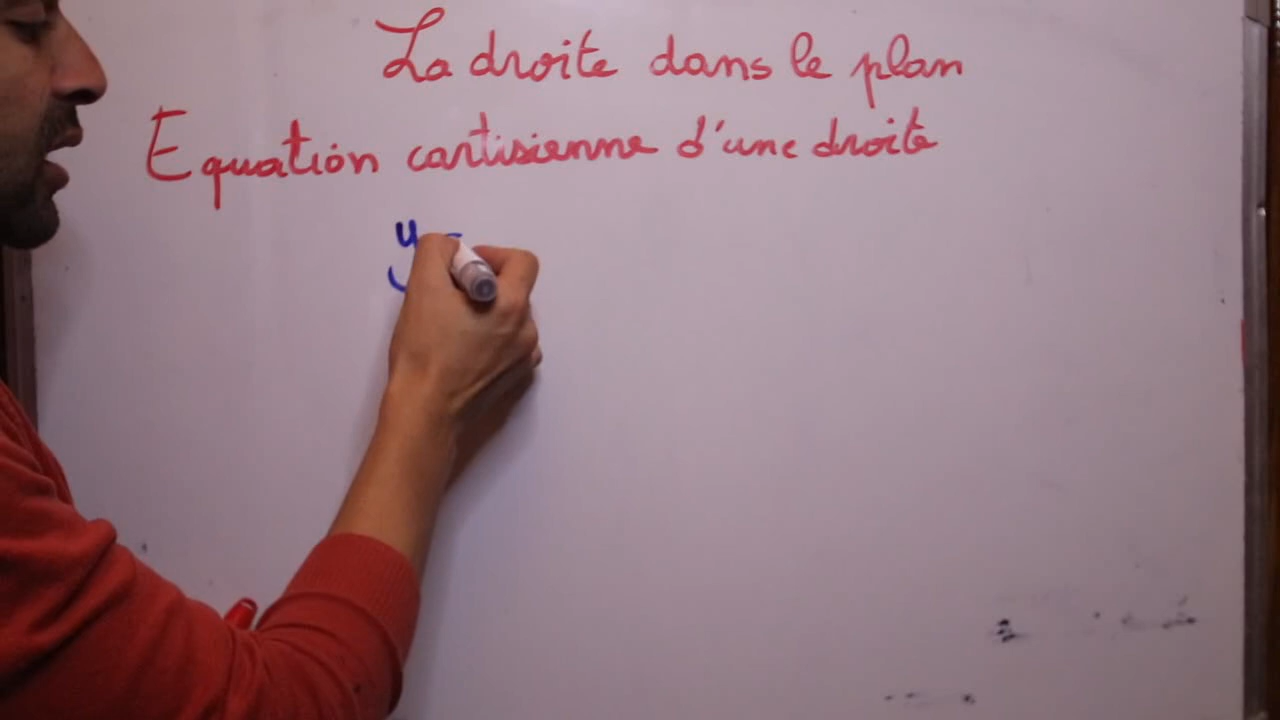 La droite dans le plan
Equation cartisienne d'une droite
y =